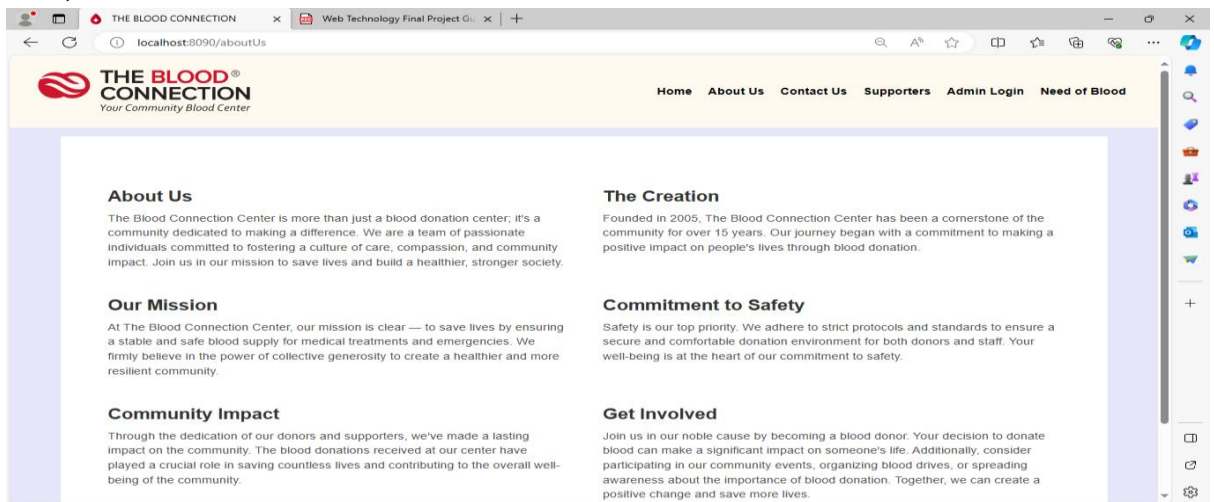 THE BLOOD CONNECTION
Web Technology Final Project Gu
localhost:8090/aboutUs
THE BLOOD®
CONNECTION
Your Community Blood Center
Home About Us Contact Us Supporters Admin Login Need of Blood
About Us
The Blood Connection Center is more than just a blood donation center; it's a
community dedicated to making a difference. We are a team of passionate
individuals committed to fostering a culture of care, compassion, and community
impact. Join us in our mission to save lives and build a healthier, stronger society.
The Creation
Founded in 2005, The Blood Connection Center has been a cornerstone of the
community for over 15 years. Our journey began with a commitment to making a
positive impact on people's lives through blood donation.
Our Mission
At The Blood Connection Center, our mission is clear — to save lives by ensuring
a stable and safe blood supply for medical treatments and emergencies. We
firmly believe in the power of collective generosity to create a healthier and more
resilient community.
Commitment to Safety
Safety is our top priority. We adhere to strict protocols and standards to ensure a
secure and comfortable donation environment for both donors and staff. Your
well-being is at the heart of our commitment to safety.
Community Impact
Through the dedication of our donors and supporters, we've made a lasting
impact on the community. The blood donations received at our center have
played a crucial role in saving countless lives and contributing to the overall well-
being of the community.
Get Involved
Join us in our noble cause by becoming a blood donor. Your decision to donate
blood can make a significant impact on someone's life. Additionally, consider
participating in our community events, organizing blood drives, or spreading
awareness about the importance of blood donation. Together, we can create a
positive change and save more lives.